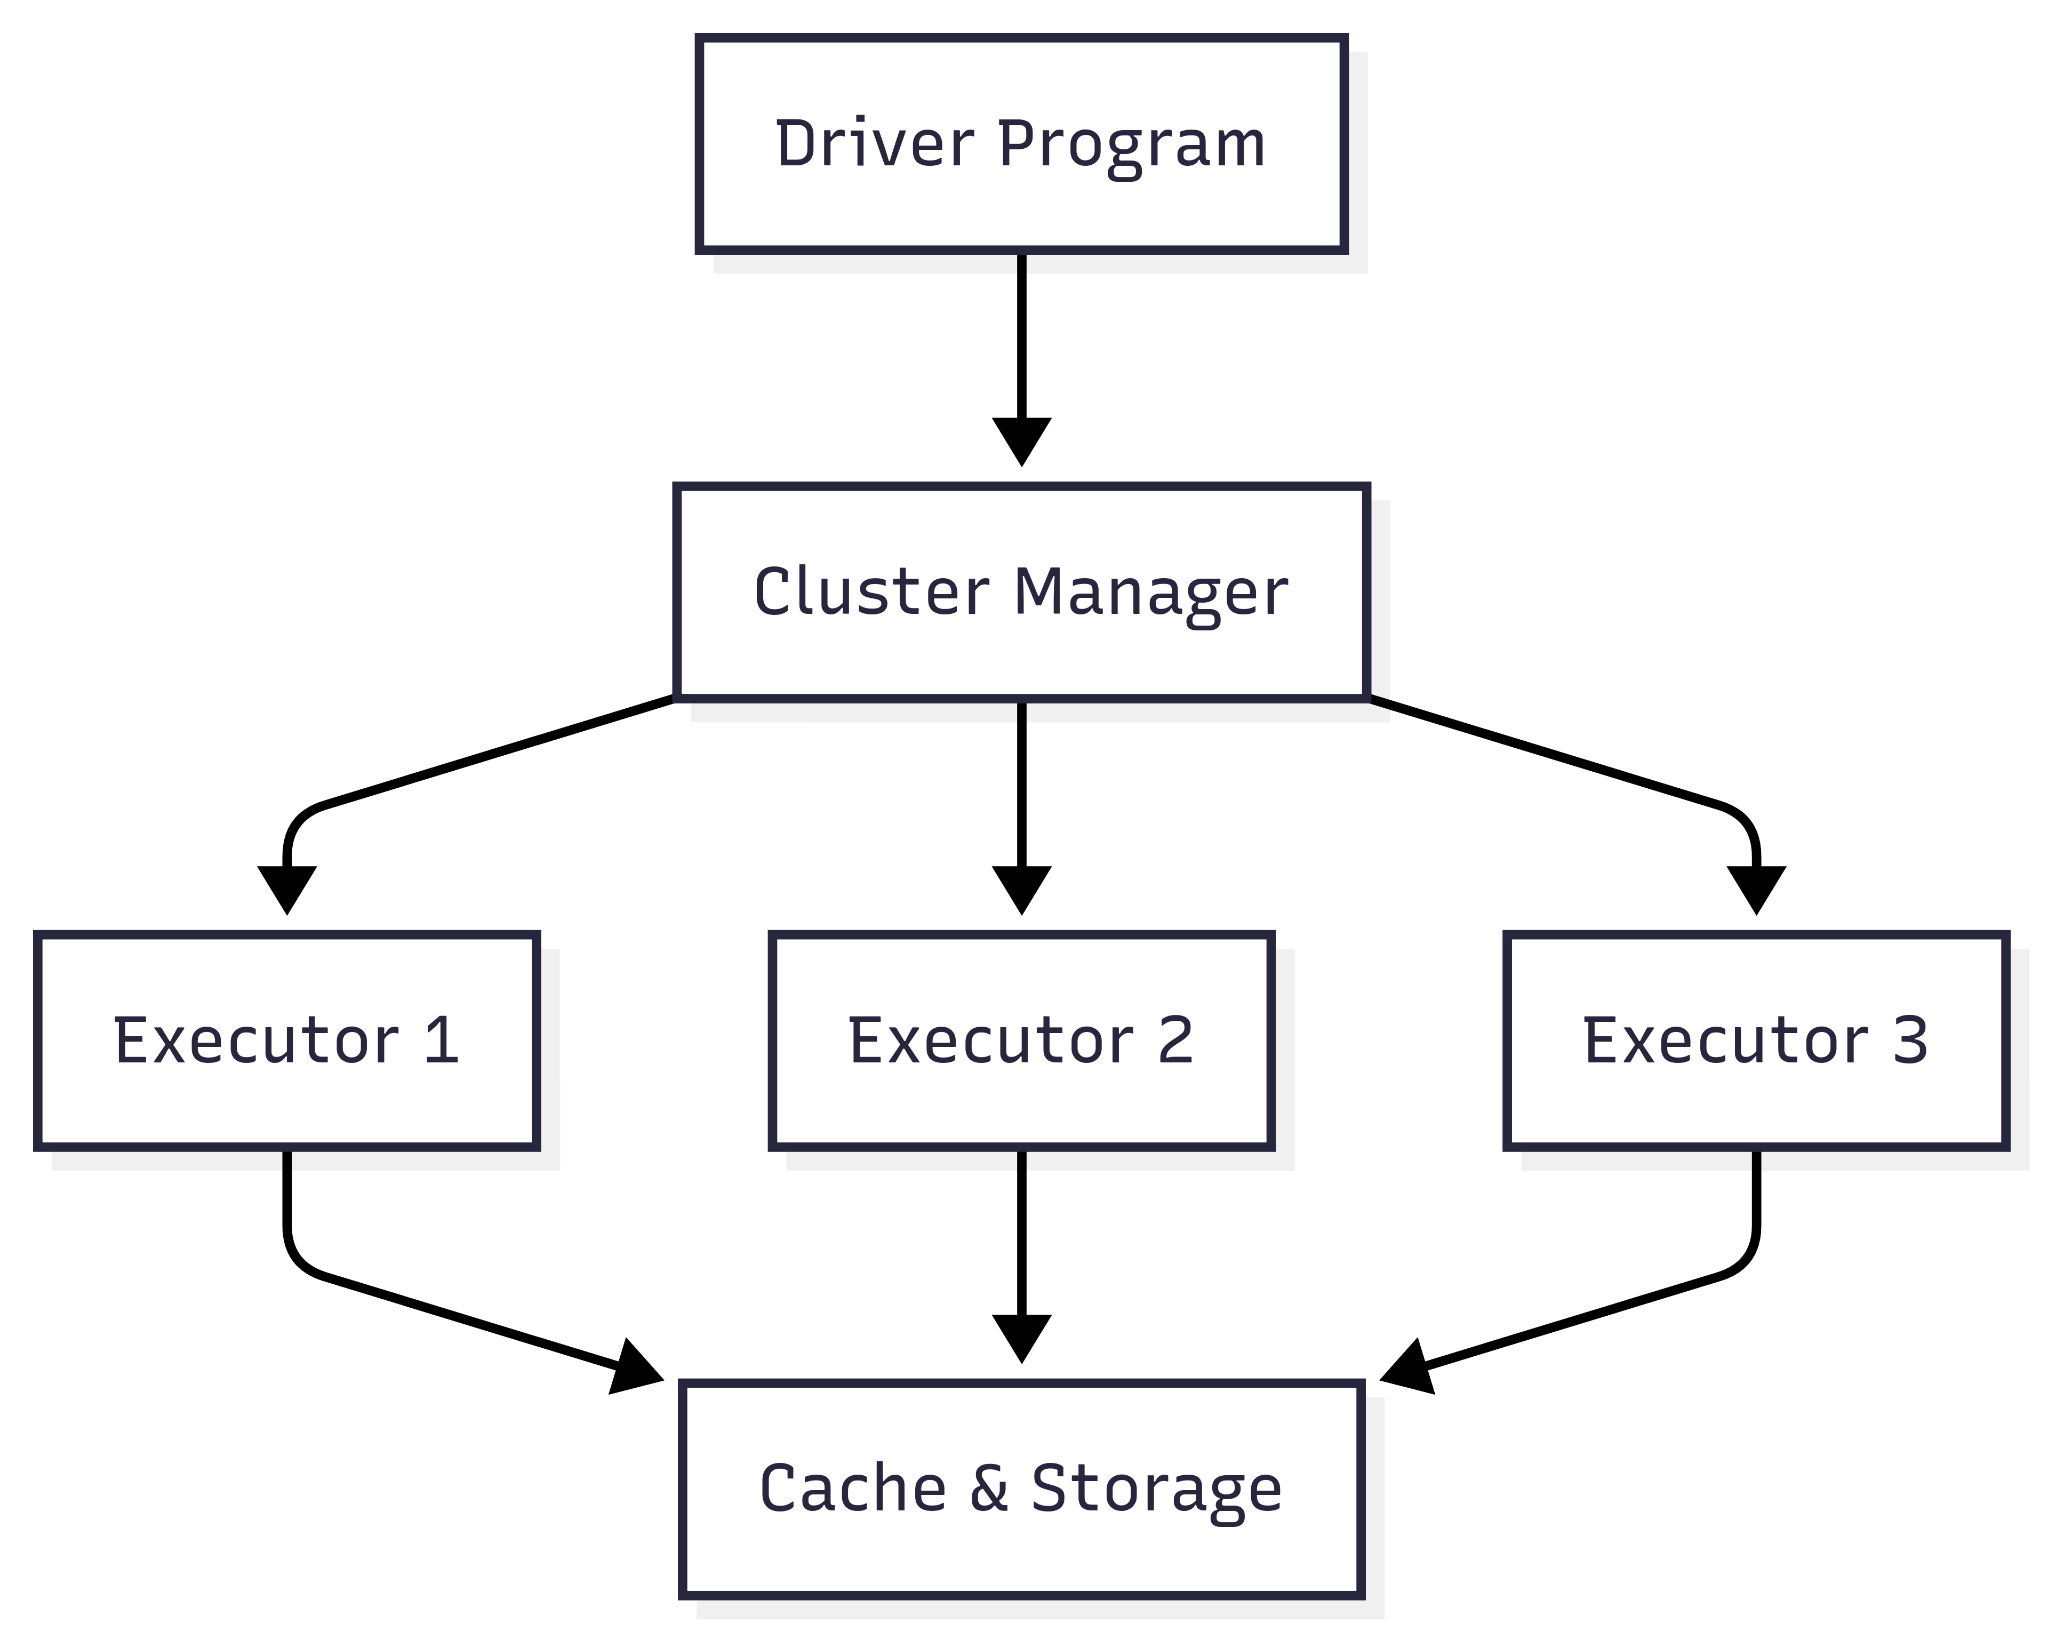 Driver Program
Cluster Manager
Executor 1
Executor 2
Executor 3
Cache & Storage